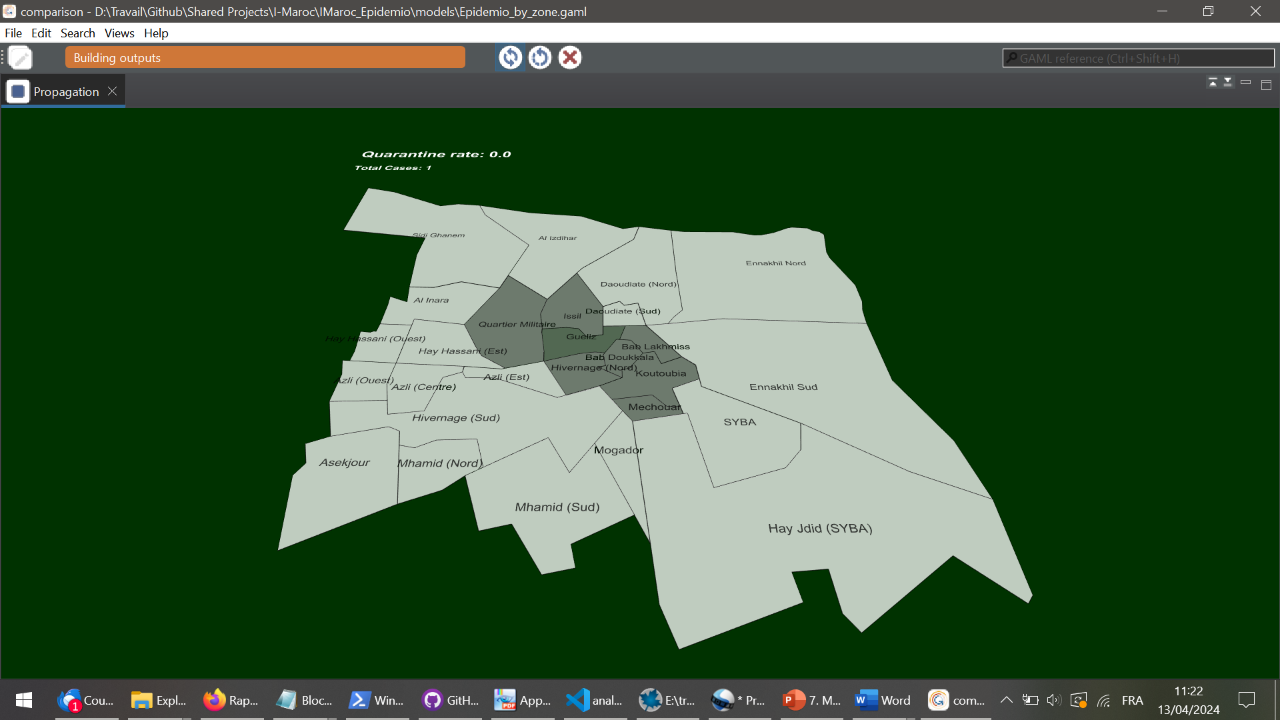 comparison - D:\Travail\Github\Shared Projects\I-Maroc\IMaroc_Epidemio\models\Epidemio_by_zone.gaml
File Edit Search Views Help
Building outputs
GAML reference (Ctrl+Shift+H)
Propagation
Quarantine rate: 0.0
Total Cases: 1
Sidi Ghanem
Al Izdihar
Ennakhil Nord
Daoudiate (Nord)
Al Inara
Daoudiate (Sud)
Issil
Quartier Militaire
Gueliz
Hay Hassani (Ouest)
Bab Lakhmiss
Hay Hassani (Est)
Bab Doukkala
Hivernage (Nord)
Koutoubia
Azli (Est)
Azli (Ouest)
Azli (Centre)
Ennakhil Sud
Mechouar
Hivernage (Sud)
SYBA
Mogador
Asekjour
Mhamid (Nord)
Mhamid (Sud)
Hay Jdid (SYBA)
1
Cou...
Expl...
Rap...
Bloc...
Win...
GitH...
App...
anal...
E:\tr...
* Pr...
7. M...
Word
com...
FRA
11:22
13/04/2024